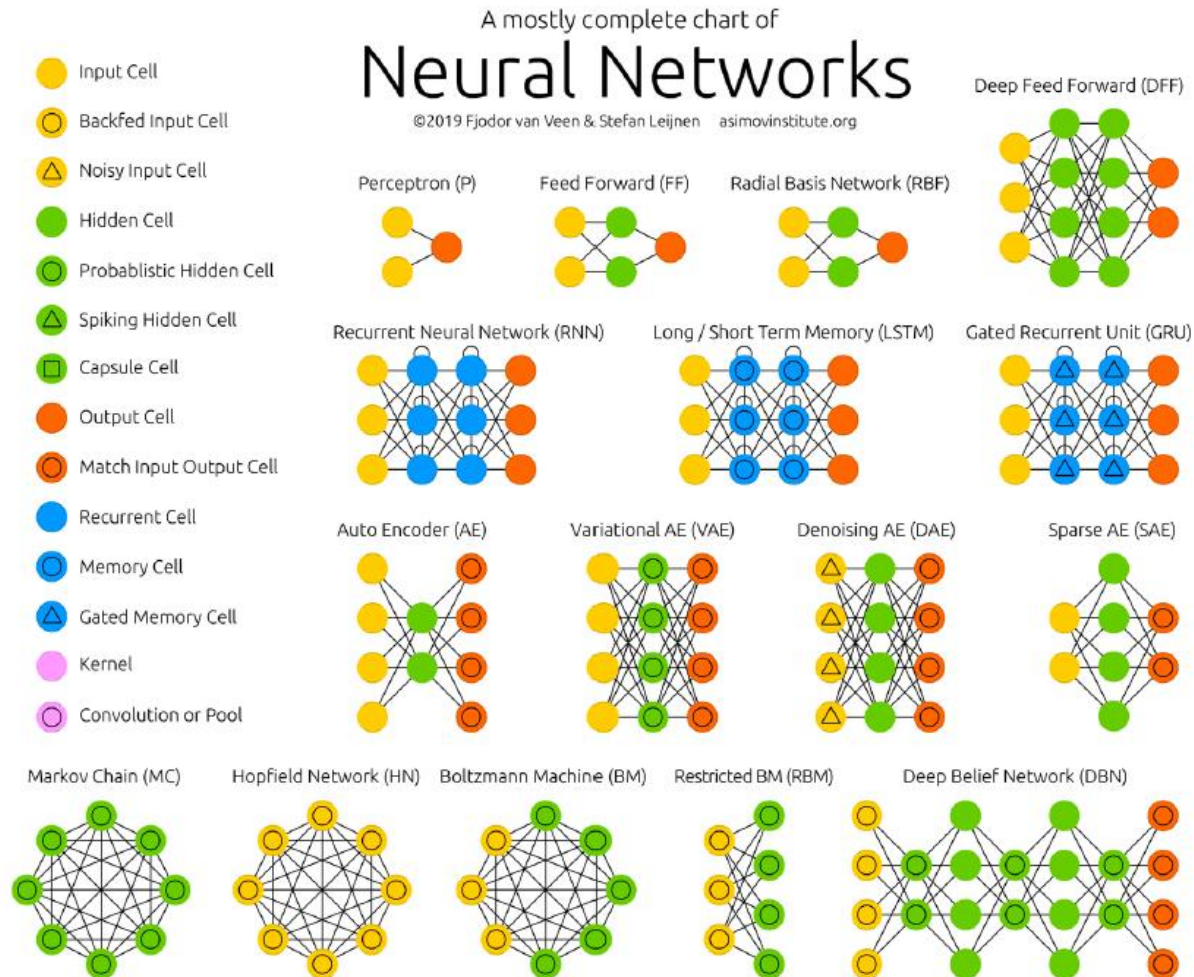 A mostly complete chart of
Neural Networks
©2019 Fjodor van Veen & Stefan Leijnen asimovinstitute.org
Input Cell
Backfed Input Cell
Noisy Input Cell
Hidden Cell
Probablistic Hidden Cell
Spiking Hidden Cell
Capsule Cell
Output Cell
Match Input Output Cell
Recurrent Cell
Memory Cell
Gated Memory Cell
Kernel
Convolution or Pool
Deep Feed Forward (DFF)
Perceptron (P)
Feed Forward (FF)
Radial Basis Network (RBF)
Recurrent Neural Network (RNN)
Long / Short Term Memory (LSTM)
Gated Recurrent Unit (GRU)
Auto Encoder (AE)
Variational AE (VAE)
Denoising AE (DAE)
Sparse AE (SAE)
Markov Chain (MC)
Hopfield Network (HN)
Boltzmann Machine (BM)
Restricted BM (RBM)
Deep Belief Network (DBN)